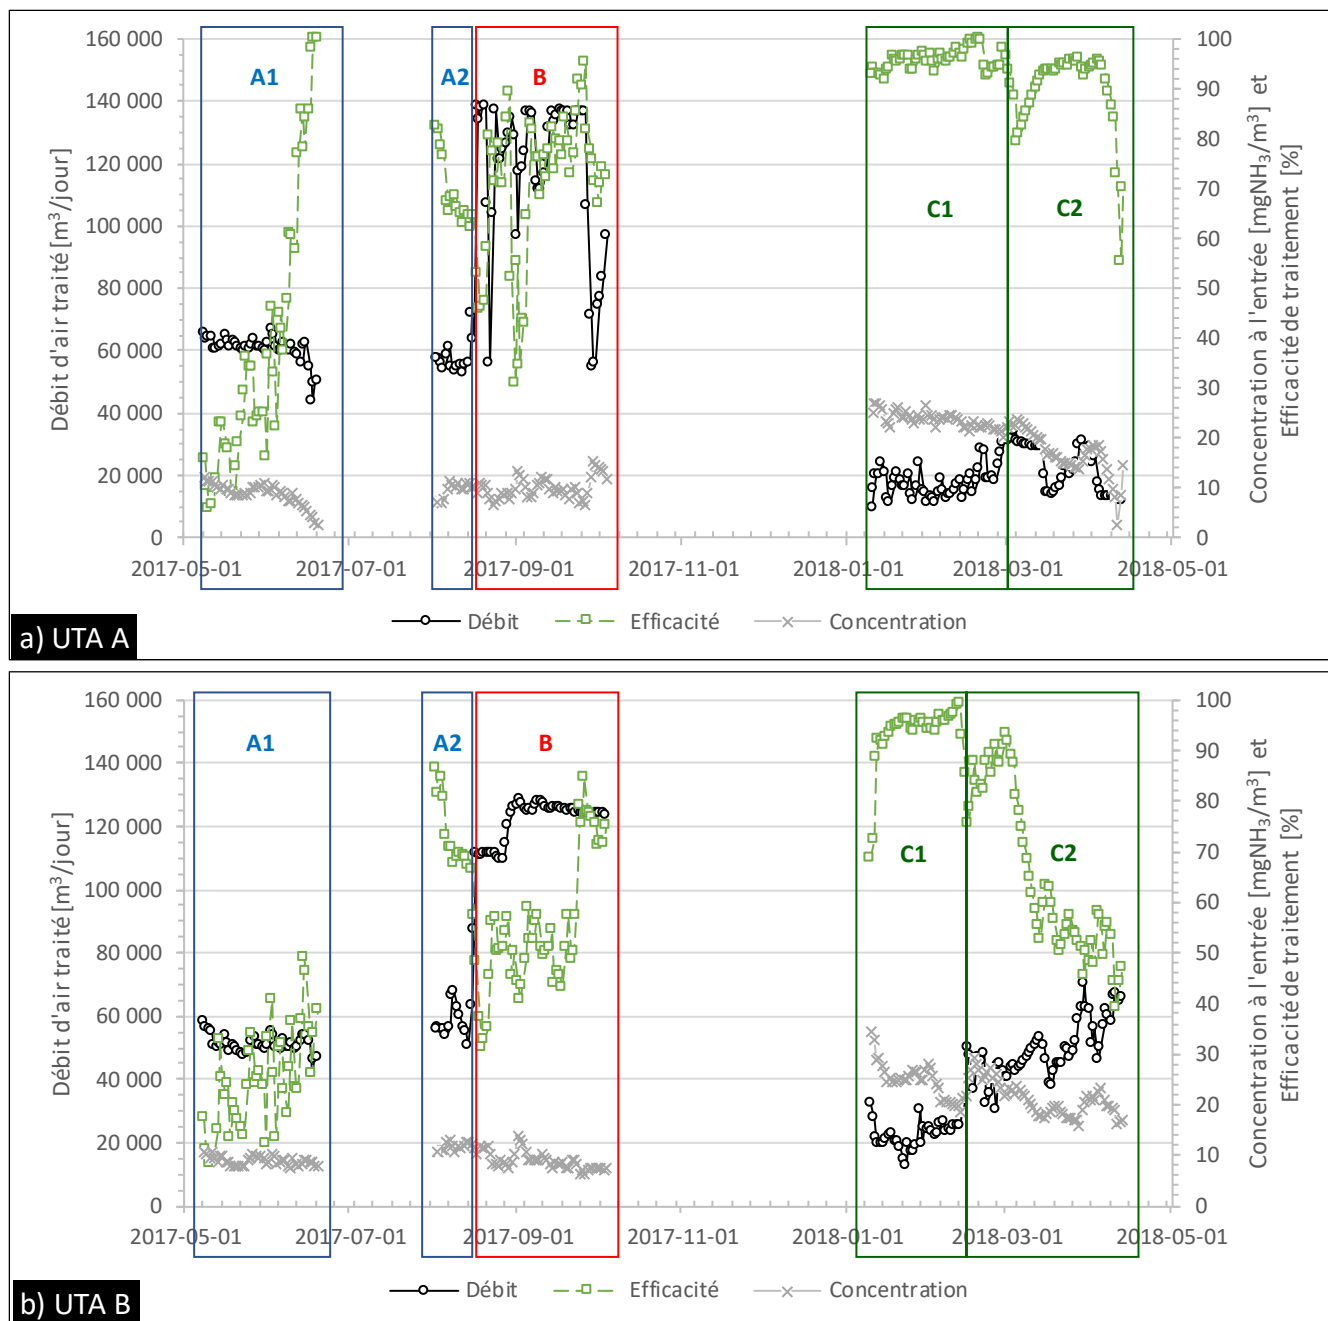 160 000
140 000
120 000
100 000
80 000
60 000
40 000
20 000
0
Débit d'air traité [m³/jour]
100
90
80
70
60
50
40
30
20
10
0
Concentration à l'entrée [mgNH₃/m³] et
Efficacité de traitement [%]
A1
A2
B
C1
C2
2017-05-01
2017-07-01
2017-09-01
2017-11-01
2018-01-01
2018-03-01
2018-05-01
Débit
Efficacité
Concentration
a) UTA A
160 000
140 000
120 000
100 000
80 000
60 000
40 000
20 000
0
Débit d'air traité [m³/jour]
100
90
80
70
60
50
40
30
20
10
0
Concentration à l'entrée [mgNH₃/m³] et
Efficacité de traitement [%]
A1
A2
B
C1
C2
2017-05-01
2017-07-01
2017-09-01
2017-11-01
2018-01-01
2018-03-01
2018-05-01
Débit
Efficacité
Concentration
b) UTA B